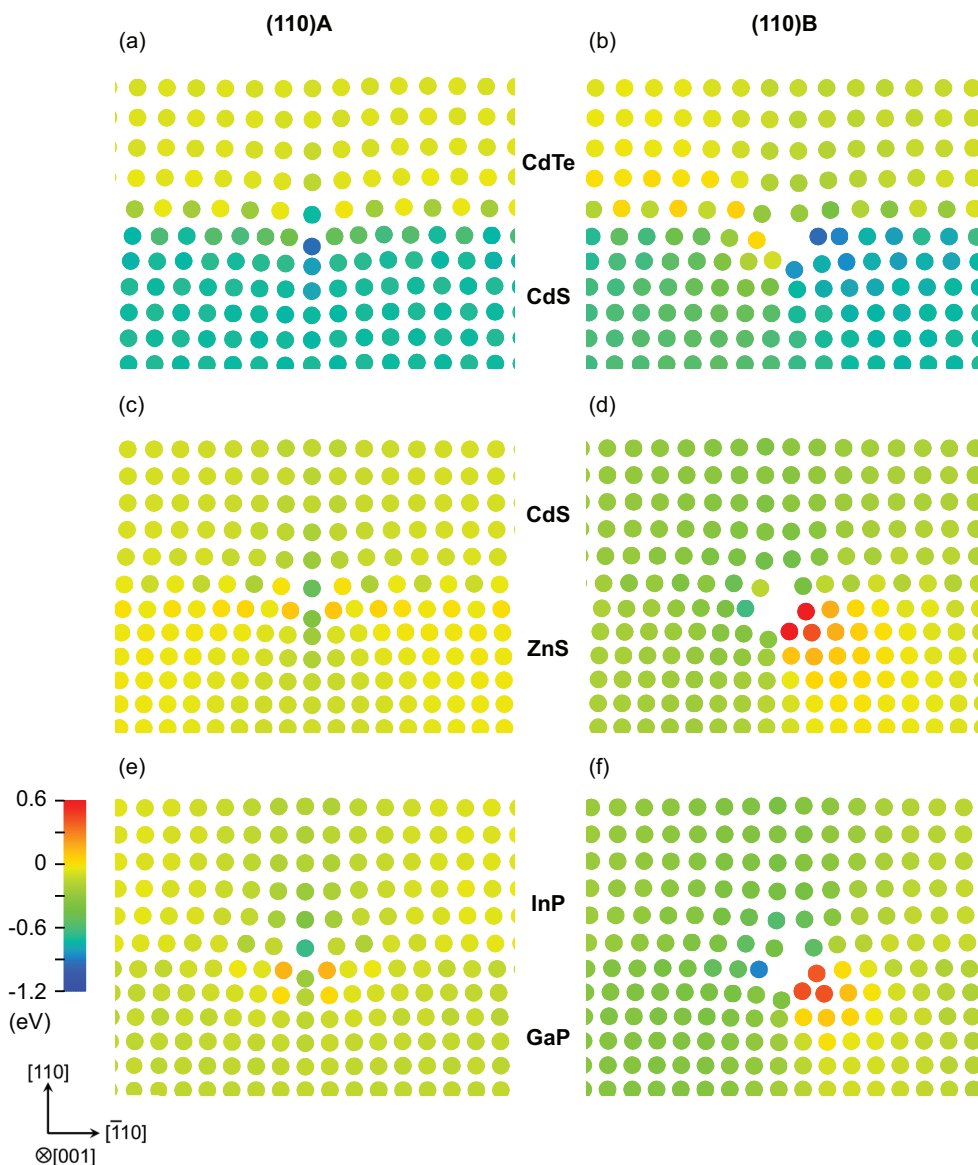 (110)A
(110)B
(a)
(b)
CdTe
CdS
(c)
(d)
CdS
ZnS
(e)
(f)
0.6
0
-0.6
-1.2
(eV)
InP
GaP
[110]
[1̅10]
⊗[001]